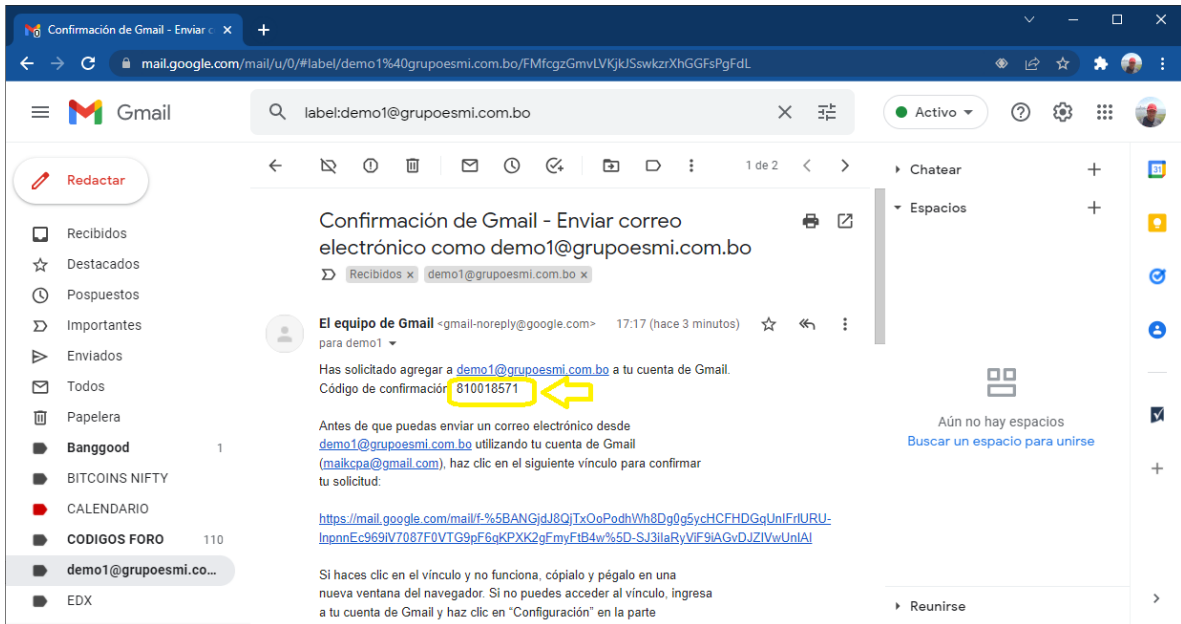 Confirmación de Gmail - Enviar c
mail.google.com/mail/u/0/#label/demo1%40grupoesmi.com.bo/FMfcgzGmvLVKjkJSswkzrXhGGFsPgFdL
Gmail
label:demo1@grupoesmi.com.bo
Activo
Redactar
1 de 2
Recibidos
Destacados
Pospuestos
Importantes
Enviados
Todos
Papelera
Banggood 1
BITCOINS NIFTY
CALENDARIO
CODIGOS FORO 110
demo1@grupoesmi.co...
EDX
Confirmación de Gmail - Enviar correo
electrónico como demo1@grupoesmi.com.bo
Recibidos x demo1@grupoesmi.com.bo x
El equipo de Gmail <gmail-noreply@google.com> 17:17 (hace 3 minutos)
para demo1
Has solicitado agregar a demo1@grupoesmi.com.bo a tu cuenta de Gmail.
Código de confirmación 810018571
Antes de que puedas enviar un correo electrónico desde
demo1@grupoesmi.com.bo utilizando tu cuenta de Gmail
(maikcpa@gmail.com), haz clic en el siguiente vínculo para confirmar
tu solicitud:
https://mail.google.com/mail/f-%5BANGjdJ8QjTxOoPodhWh8Dg0g5ycHCFHDGqUnIFrlURU-
InpnnEc969iV7087F0VTG9pF6qKPXK2gFmyFtB4w%5D-SJ3iIaRyViF9iAGvDJZIVwUnIAI
Si haces clic en el vínculo y no funciona, cópialo y pégalo en una
nueva ventana del navegador. Si no puedes acceder al vínculo, ingresa
a tu cuenta de Gmail y haz clic en “Configuración” en la parte
Chatear
Espacios
Aún no hay espacios
Buscar un espacio para unirse
Reunirse
31